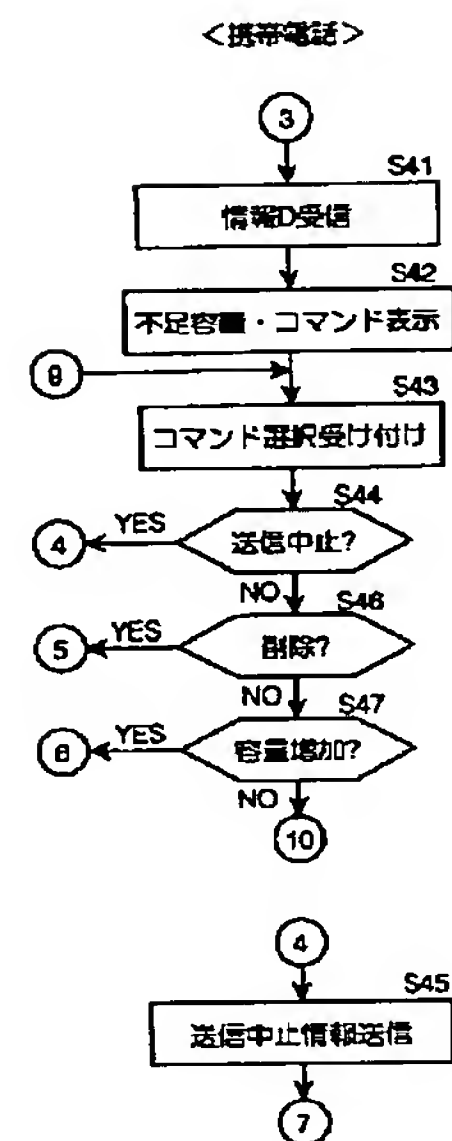 <携帯電話>
3
S41
情報D受信
S42
不足容量・コマンド表示
9
S43
コマンド選択受け付け
S44
送信中止?
YES
4
NO
S46
削除?
YES
5
NO
S47
容量増加?
YES
6
NO
10
4
S45
送信中止情報送信
7